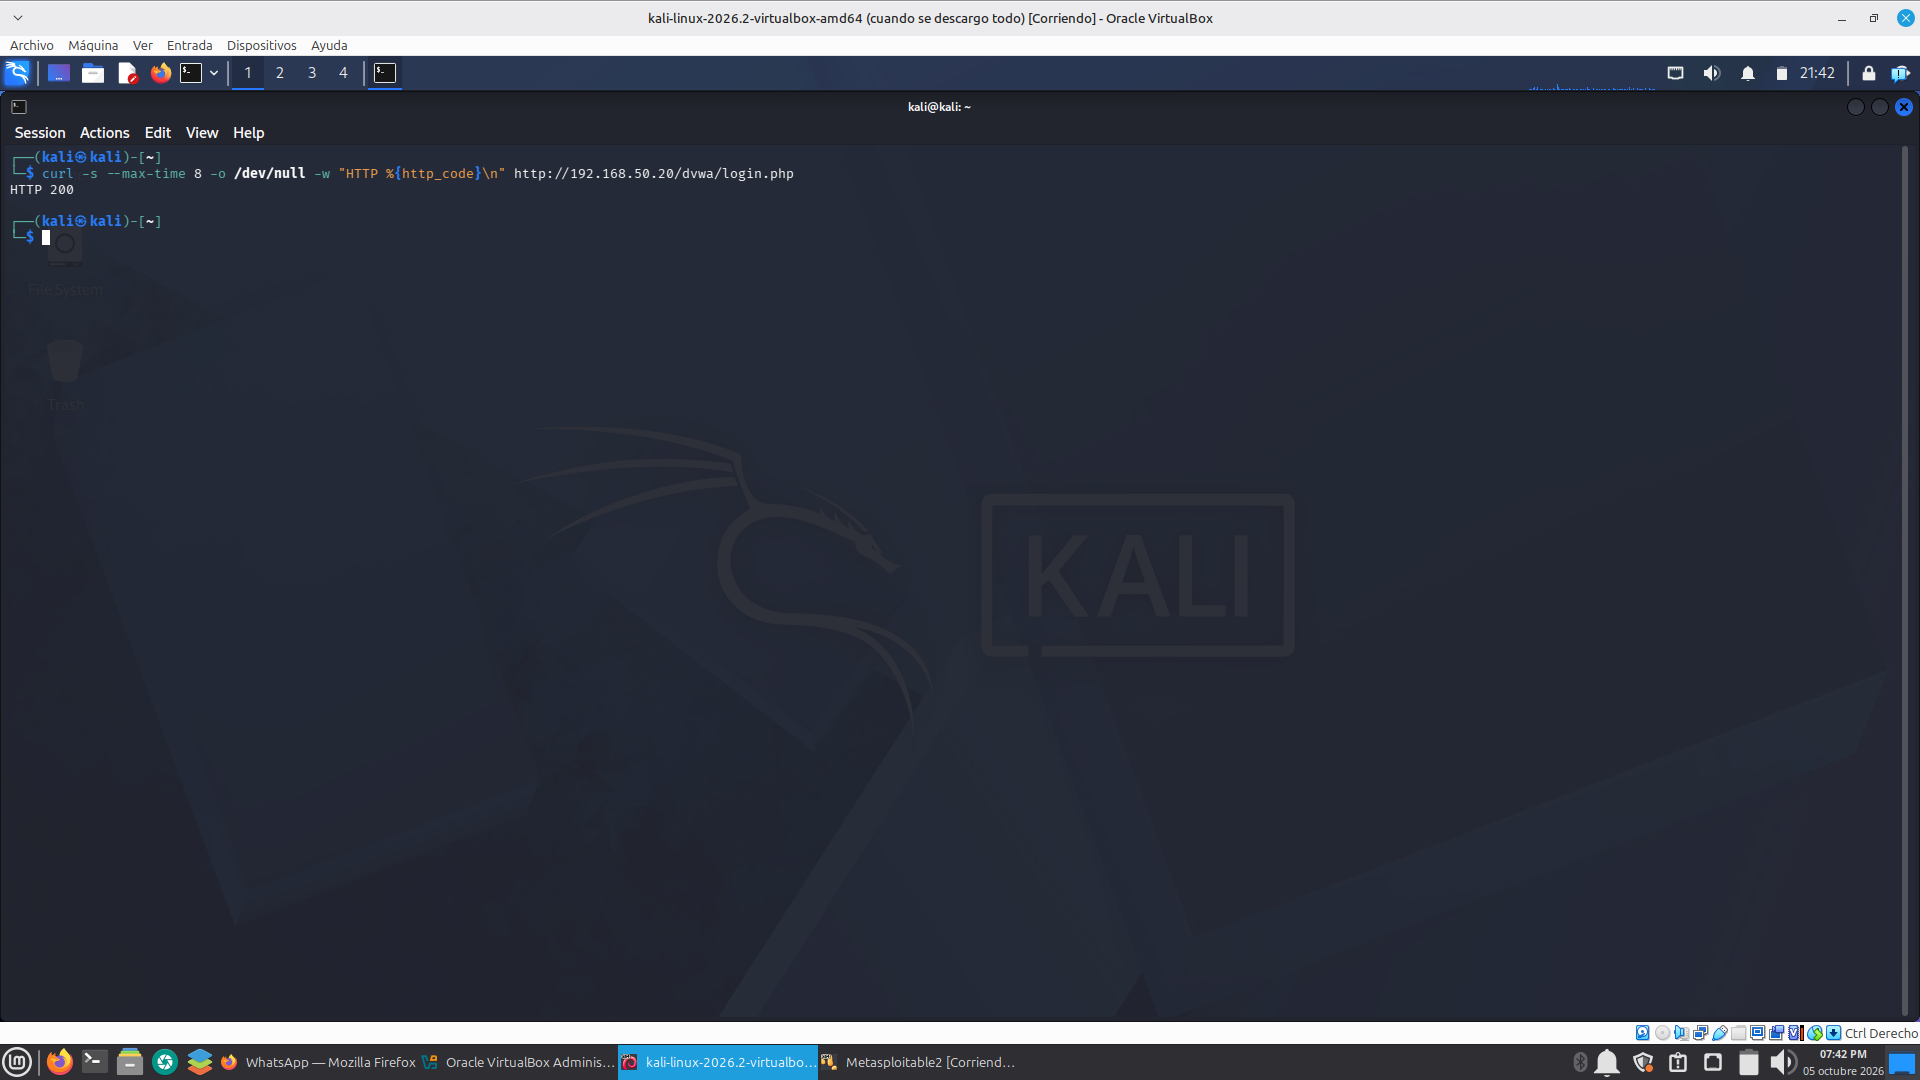 kali-linux-2026.2-virtualbox-amd64 (cuando se descargo todo) [Corriendo] - Oracle VirtualBox
Archivo Máquina Ver Entrada Dispositivos Ayuda
1 2 3 4 21:42
kali@kali: ~
Session Actions Edit View Help
┌──(kali㉿kali)-[~]
└─$ curl -s --max-time 8 -o /dev/null -w "HTTP %{http_code}\n" http://192.168.50.20/dvwa/login.php
HTTP 200
┌──(kali㉿kali)-[~]
└─$
File System
Trash
KALI
Ctrl Derecho
WhatsApp — Mozilla Firefox Oracle VirtualBox Adminis... kali-linux-2026.2-virtualbo... Metasploitable2 [Corriend... 07:42 PM
05 octubre 2026